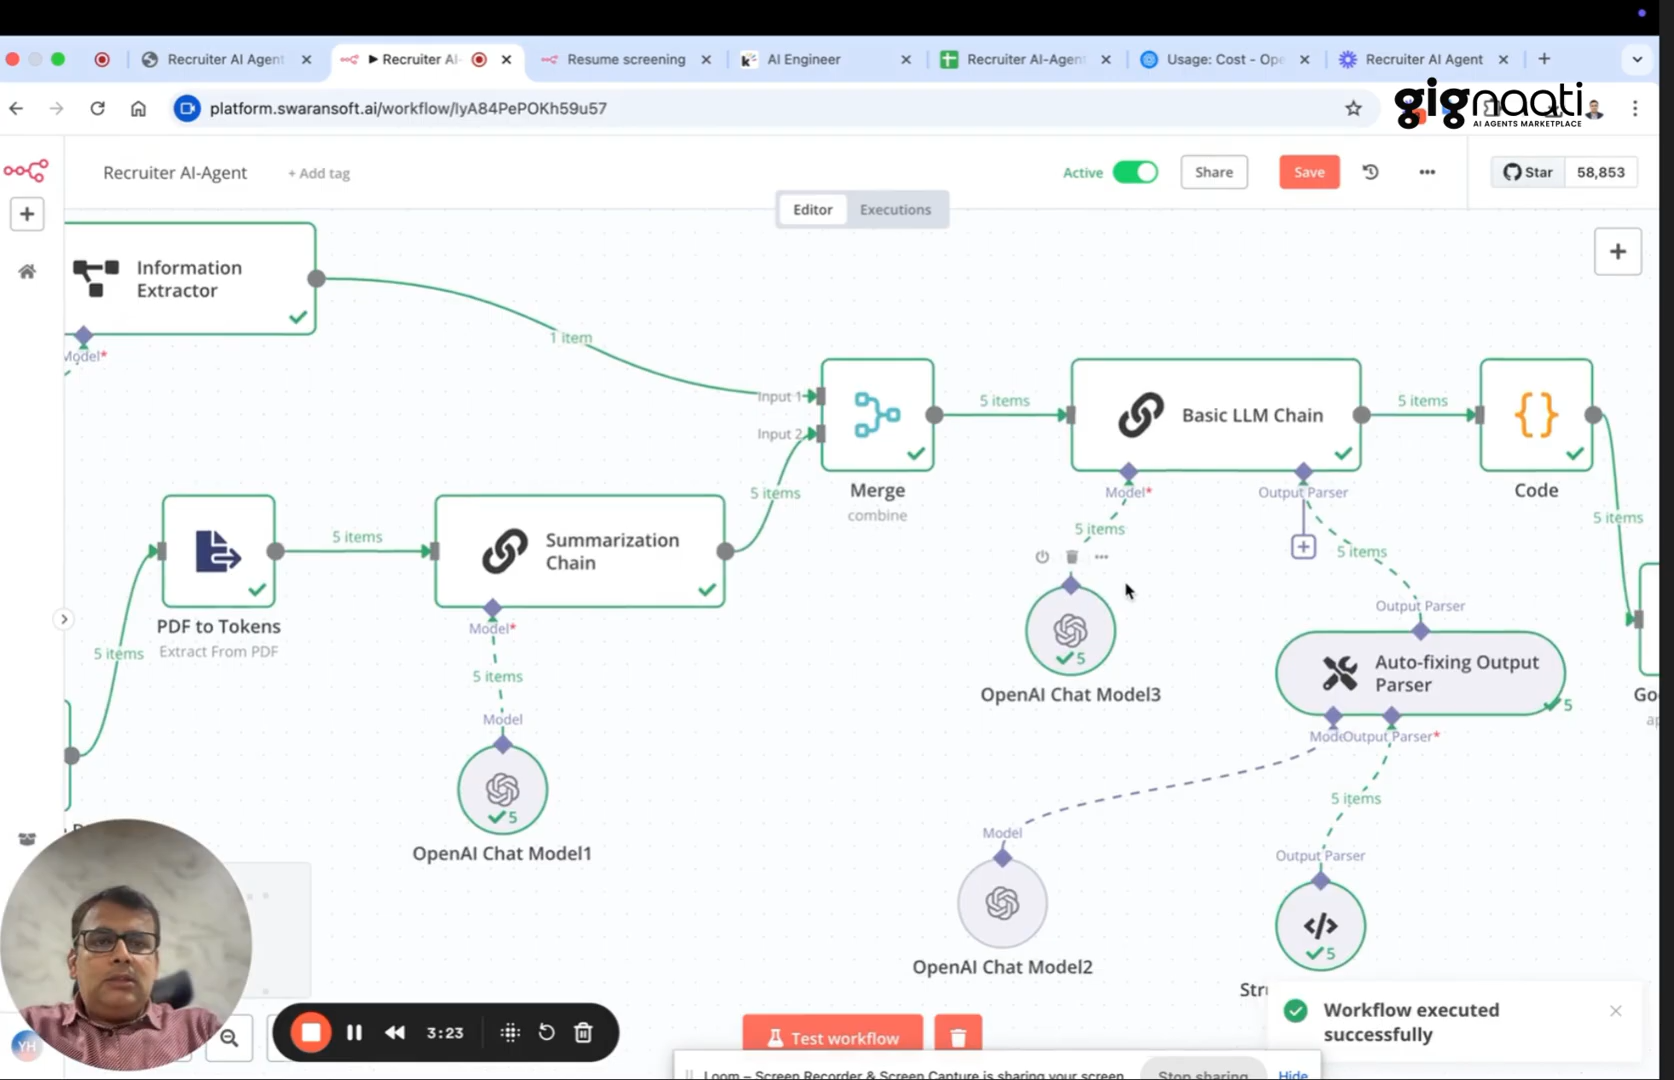 Recruiter AI Agent
Recruiter AI-
Resume screening
AI Engineer
Recruiter AI-Agent
Usage: Cost - Ope
Recruiter AI Agent
platform.swaransoft.ai/workflow/lyA84PePOKh59u57
gignaati
AI AGENTS MARKETPLACE
Recruiter AI-Agent
+ Add tag
Active
Share
Save
Star
58,853
Editor
Executions
Information
Extractor
Model*
1 item
Input 1
Input 2
Merge
combine
5 items
Basic LLM Chain
Model*
Output Parser
5 items
Code
5 items
5 items
PDF to Tokens
Extract From PDF
5 items
Summarization
Chain
Model*
5 items
5 items
Model
5
OpenAI Chat Model1
5 items
5
OpenAI Chat Model3
5 items
Output Parser
Auto-fixing Output
Parser
5
Output Parser*
Model
OpenAI Chat Model2
5 items
Output Parser
5
Workflow executed
successfully
YH
3:23
Test workflow
Loom – Screen Recorder & Screen Capture is sharing your screen.
Stop sharing
Hide